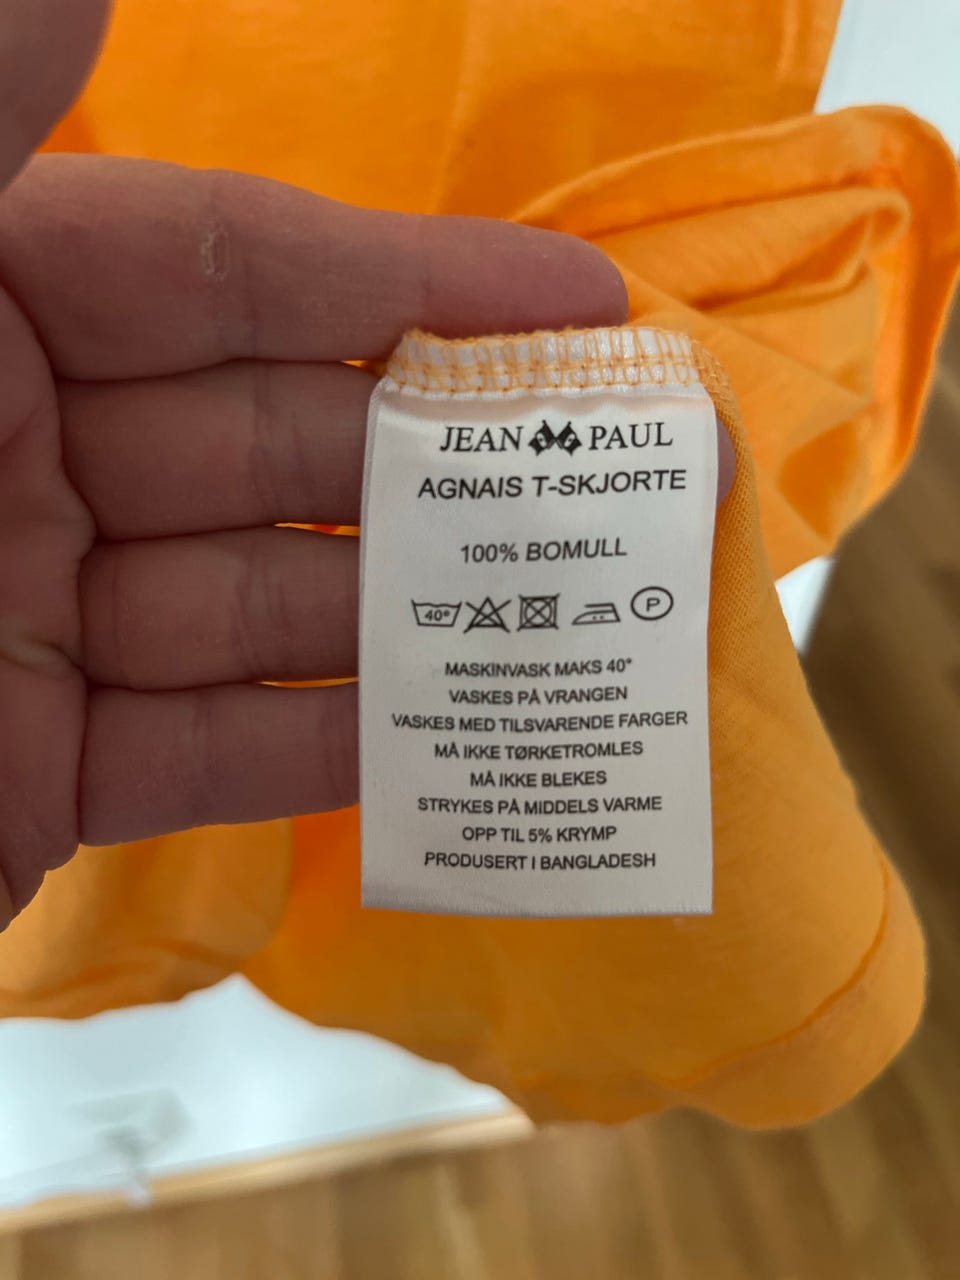 JEAN PAUL
AGNAIS T-SKJORTE
100% BOMULL
40° P
MASKINVASK MAKS 40°
VASKES PÅ VRANGEN
VASKES MED TILSVARENDE FARGER
MÅ IKKE TØRKETROMLES
MÅ IKKE BLEKES
STRYKES PÅ MIDDELS VARME
OPP TIL 5% KRYMP
PRODUSERT I BANGLADESH